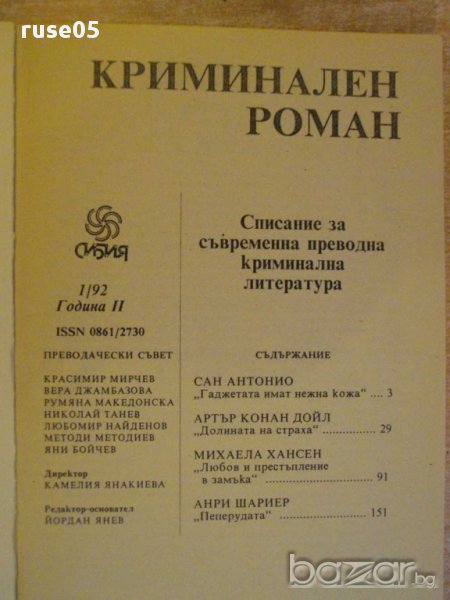 ruse05
КРИМИНАЛЕН
РОМАН
СИБИЯ
1/92
Година II
ISSN 0861/2730
ПРЕВОДАЧЕСКИ СЪВЕТ
КРАСИМИР МИРЧЕВ
ВЕРА ДЖАМБАЗОВА
РУМЯНА МАКЕДОНСКА
НИКОЛАЙ ТАНЕВ
ЛЮБОМИР НАЙДЕНОВ
МЕТОДИ МЕТОДИЕВ
ЯНИ БОЙЧЕВ
Директор
КАМЕЛИЯ ЯНАКИЕВА
Редактор-основател
ЙОРДАН ЯНЕВ
Списание за
съвременна преводна
криминална
литература
СЪДЪРЖАНИЕ
САН АНТОНИО
„Гаджетата имат нежна кожа“ .... 3
АРТЪР КОНАН ДОЙЛ
„Долината на страха“ ................ 29
МИХАЕЛА ХАНСЕН
„Любов и престъпление
в замъка“ ............................ 91
АНРИ ШАРИЕР
„Пеперудата“ ........................ 151
bazar.bg